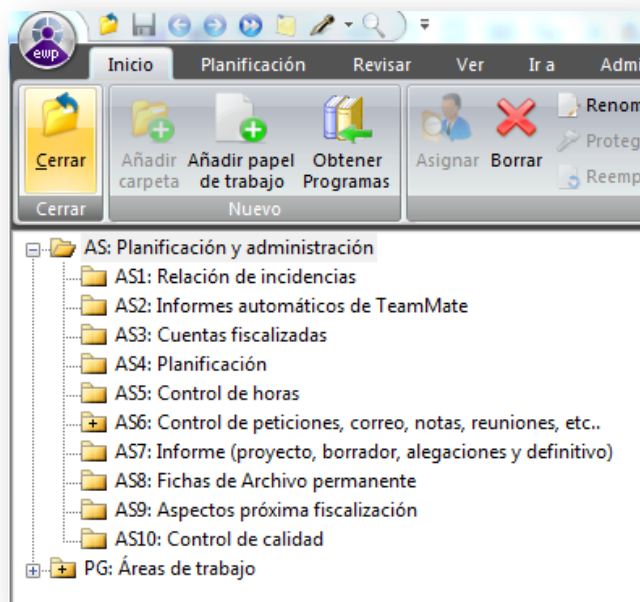 ewp
Inicio Planificación Revisar Ver Ir a
Cerrar
Añadir carpeta
Añadir papel de trabajo
Obtener Programas
Asignar
Borrar
Cerrar
Nuevo
AS: Planificación y administración
AS1: Relación de incidencias
AS2: Informes automáticos de TeamMate
AS3: Cuentas fiscalizadas
AS4: Planificación
AS5: Control de horas
AS6: Control de peticiones, correo, notas, reuniones, etc..
AS7: Informe (proyecto, borrador, alegaciones y definitivo)
AS8: Fichas de Archivo permanente
AS9: Aspectos próxima fiscalización
AS10: Control de calidad
PG: Áreas de trabajo